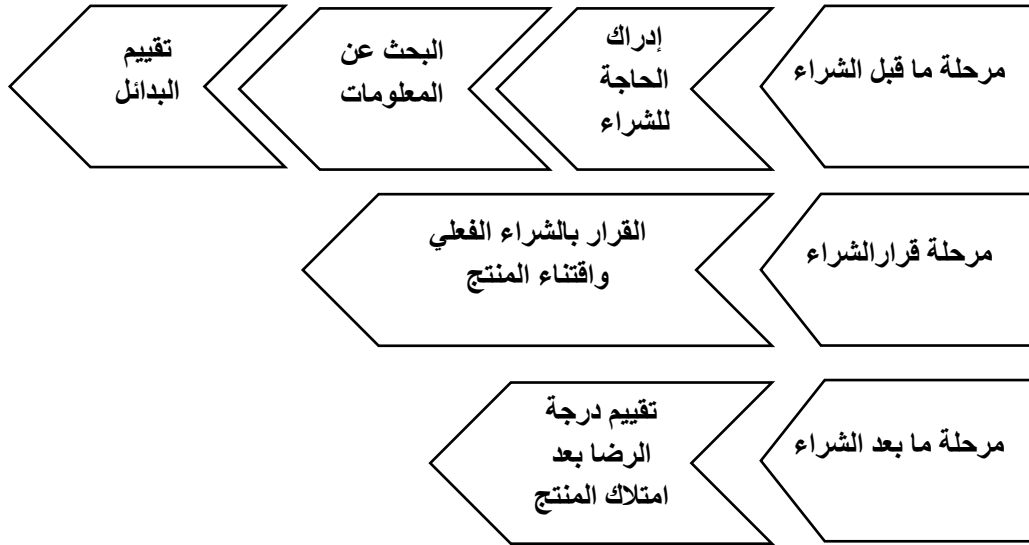 مرحلة ما قبل الشراء
إدراك
الحاجة
للشراء
البحث عن
المعلومات
تقييم
البدائل
مرحلة قرارالشراء
القرار بالشراء الفعلي
واقتناء المنتج
مرحلة ما بعد الشراء
تقييم درجة
الرضا بعد
امتلاك المنتج